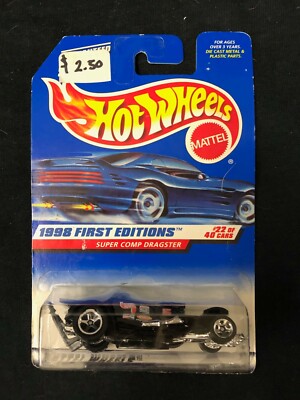 $ 2.50
FOR AGES
OVER 3 YEARS.
DIE CAST METAL &
PLASTIC PARTS.
Hot Wheels
MATTEL
1998 FIRST EDITIONS™
SUPER COMP DRAGSTER
#22 OF
40 CARS